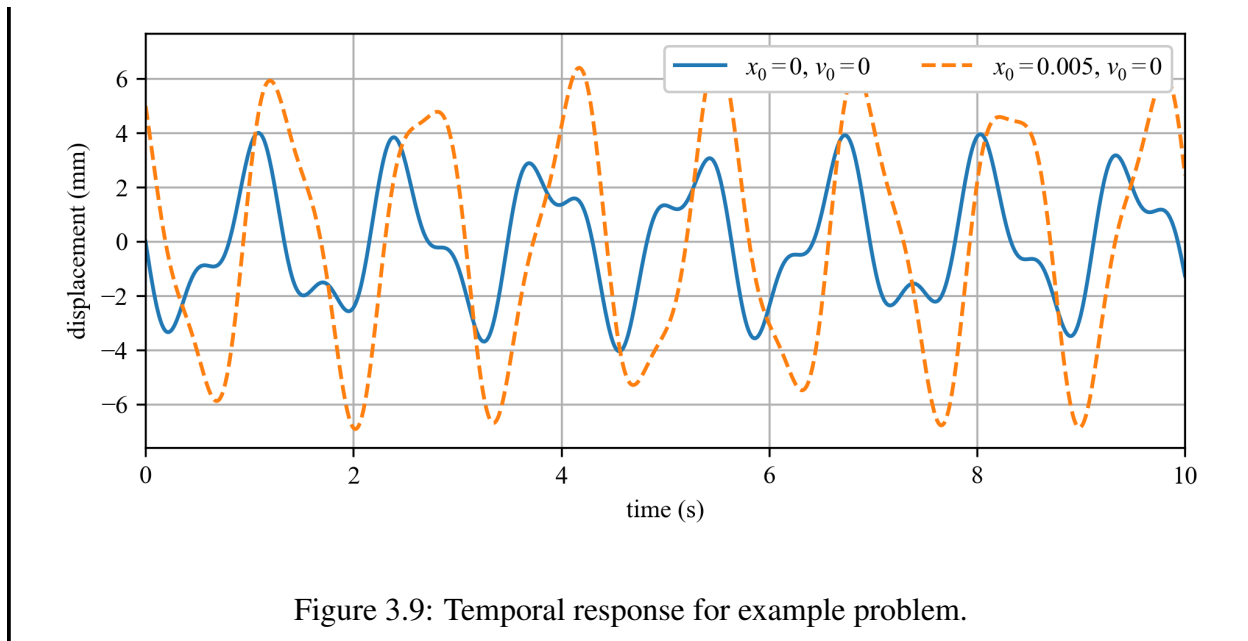 x₀=0, v₀=0
x₀=0.005, v₀=0
displacement (mm)
6
4
2
0
−2
−4
−6
0
2
4
6
8
10
time (s)
Figure 3.9: Temporal response for example problem.